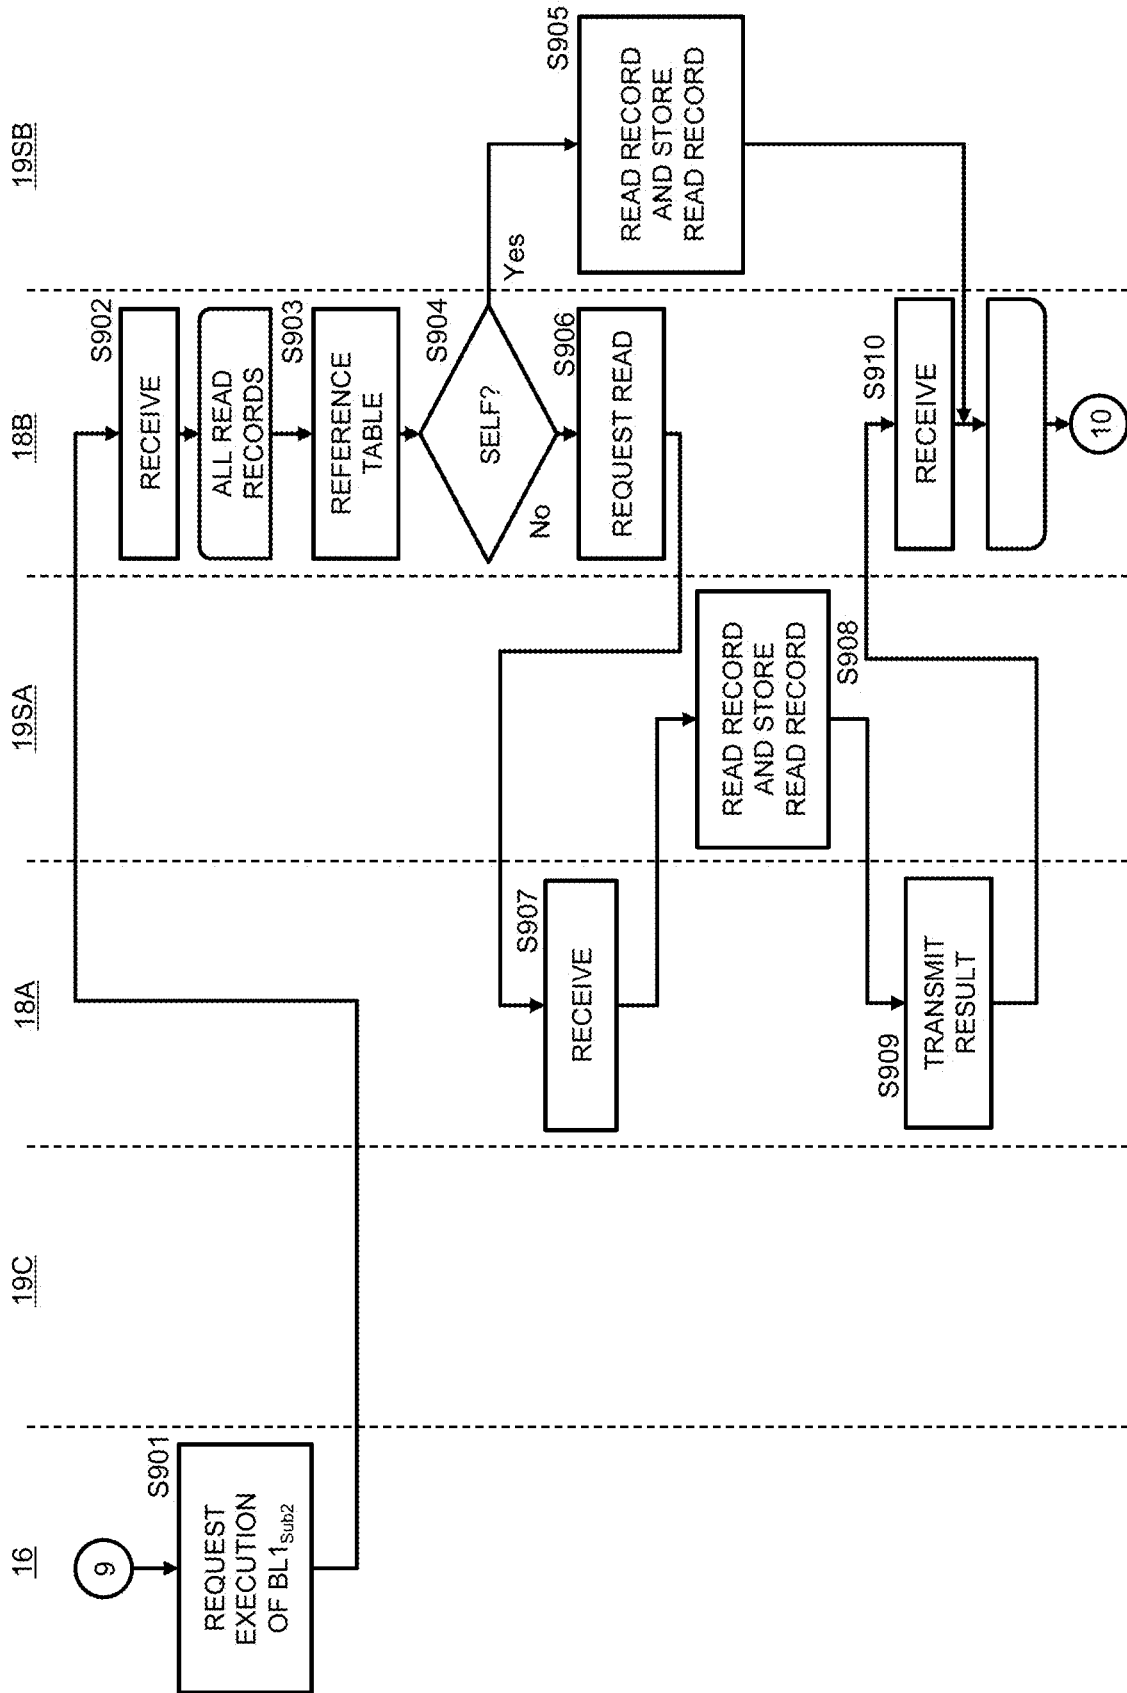 16
19C
18A
19SA
18B
19SB
9
S901
REQUEST
EXECUTION
OF BL1Sub2
S902
RECEIVE
ALL READ
RECORDS
S903
REFERENCE
TABLE
S904
SELF?
Yes
No
S905
READ RECORD
AND STORE
READ RECORD
S906
REQUEST READ
S907
RECEIVE
READ RECORD
AND STORE
READ RECORD
S908
S909
TRANSMIT
RESULT
S910
RECEIVE
10